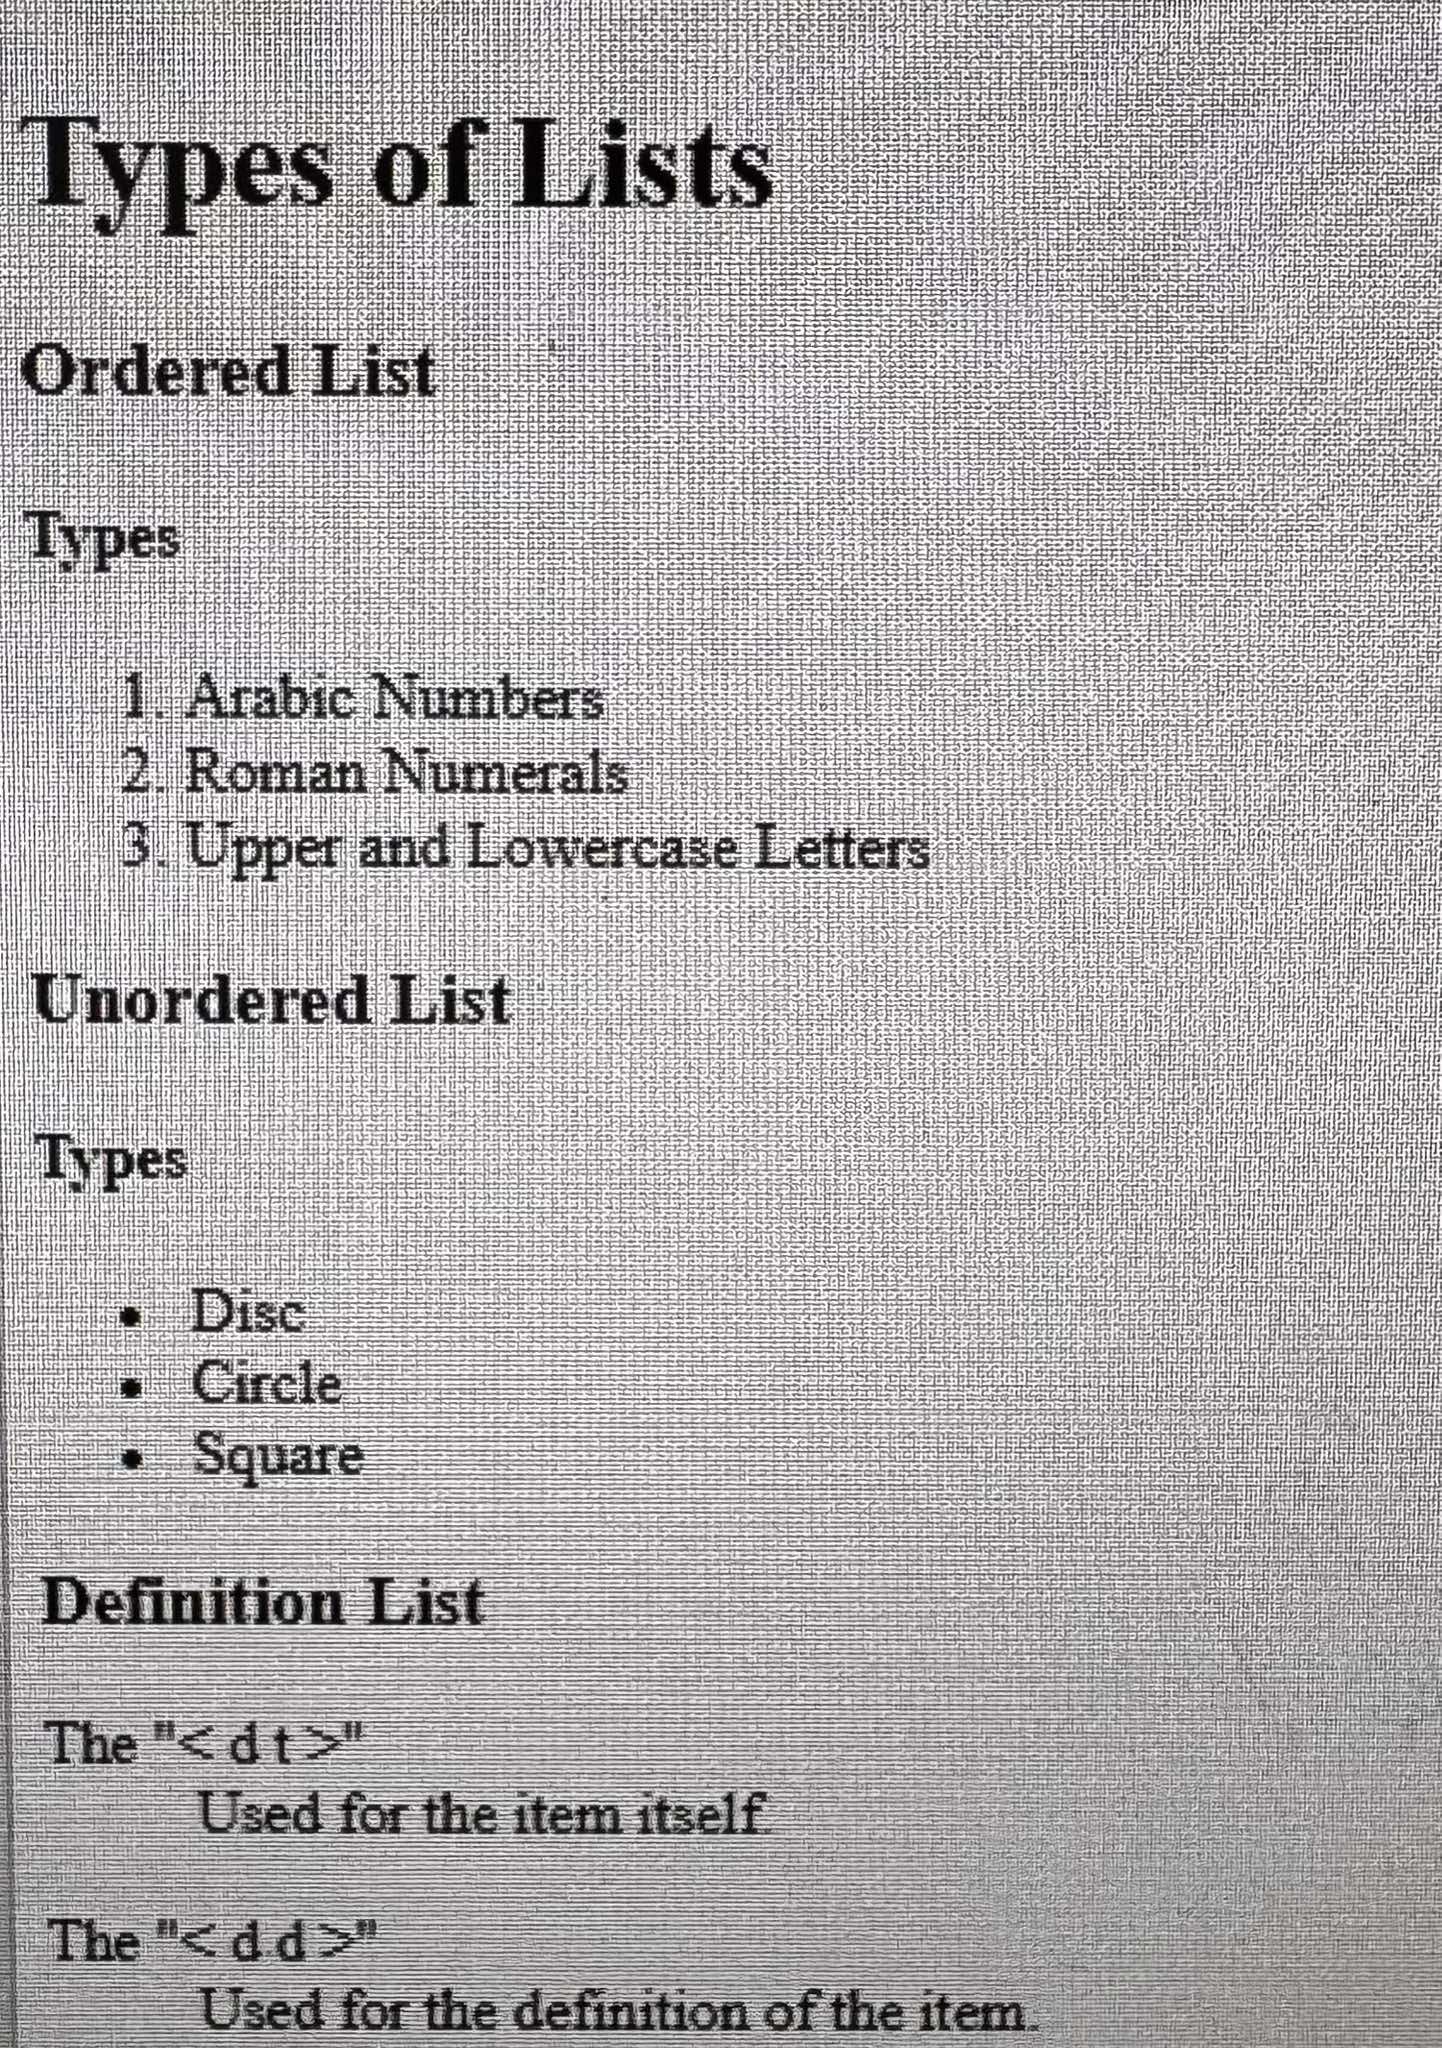 Types of Lists
Ordered List
Types
1. Arabic Numbers
2. Roman Numerals
3. Upper and Lowercase Letters
Unordered List
Types
• Disc
• Circle
• Square
Definition List
The "< d t >"
Used for the item itself.
The "< d d >"
Used for the definition of the item.